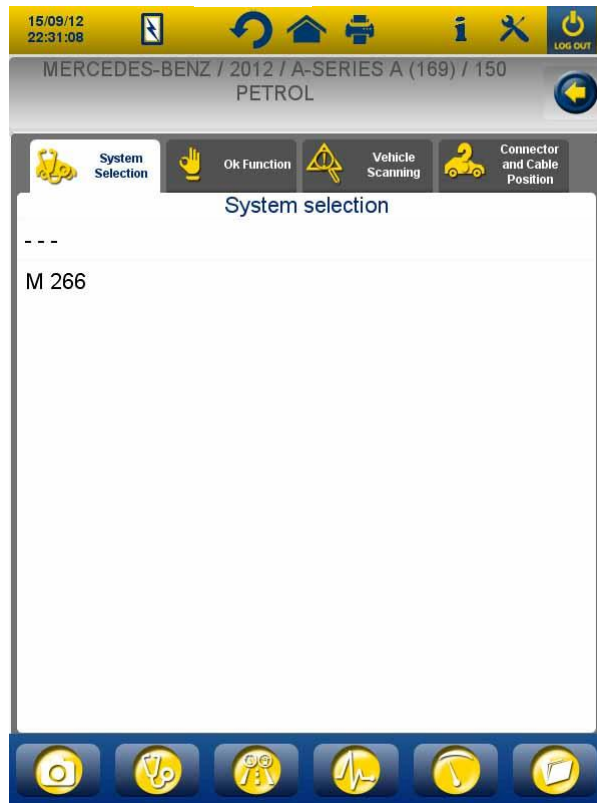 15/09/12
22:31:08
LOG OUT
MERCEDES-BENZ / 2012 / A-SERIES A (169) / 150
PETROL
System
Selection
Ok Function
Vehicle
Scanning
Connector
and Cable
Position
System selection
- - -
M 266